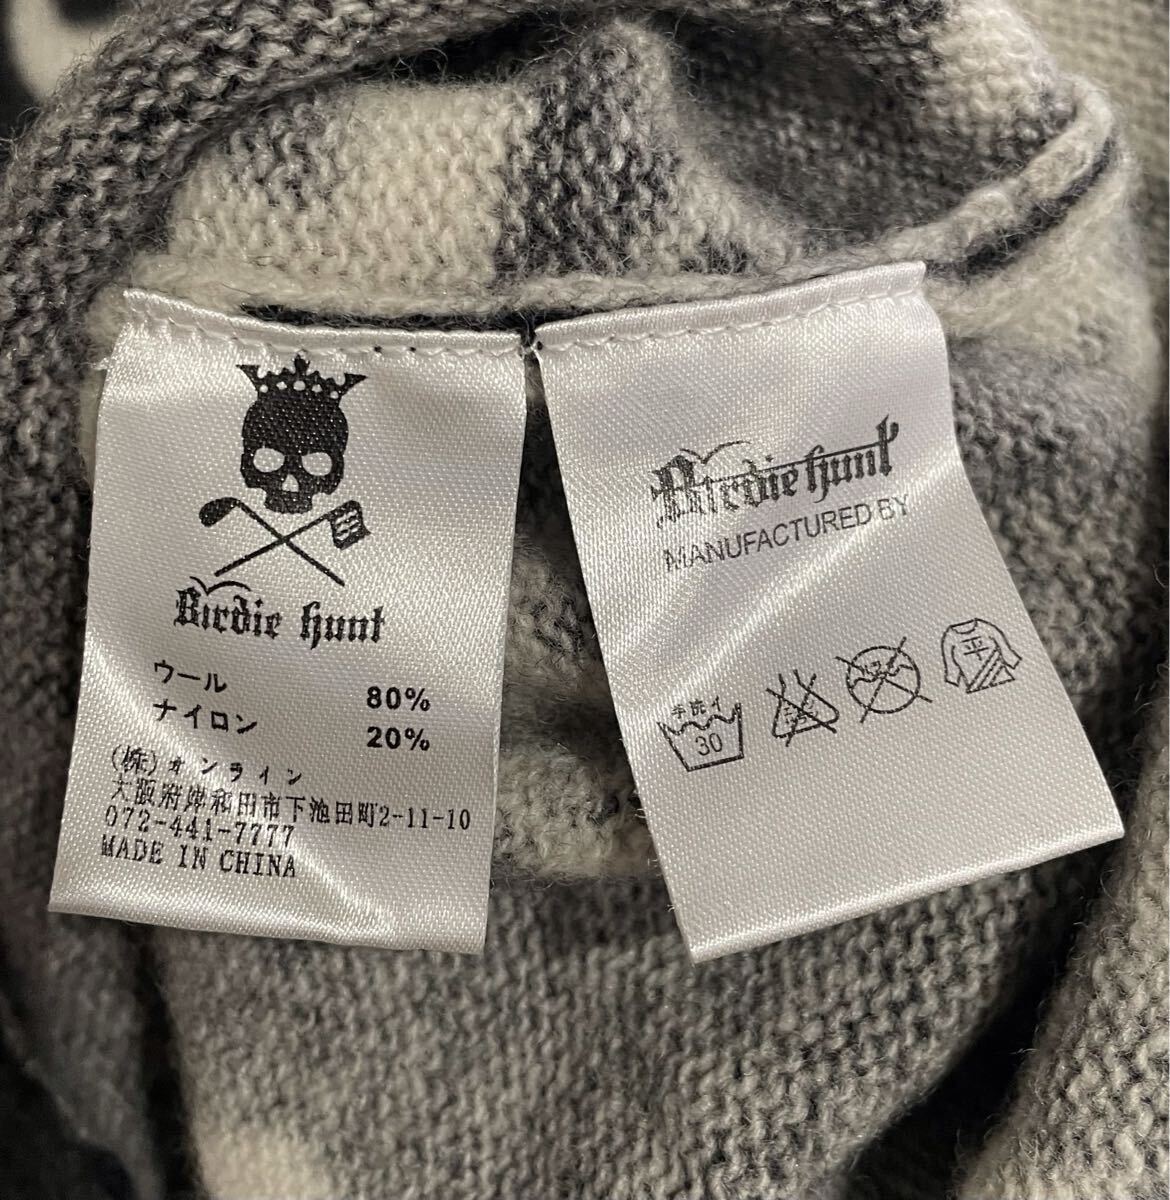 Birdie hunt
ウール 80%
ナイロン 20%
(株)オンライン
大阪府岸和田市下池田町2-11-10
072-441-7777
MADE IN CHINA
Birdie hunt
MANUFACTURED BY
手洗イ
30
平